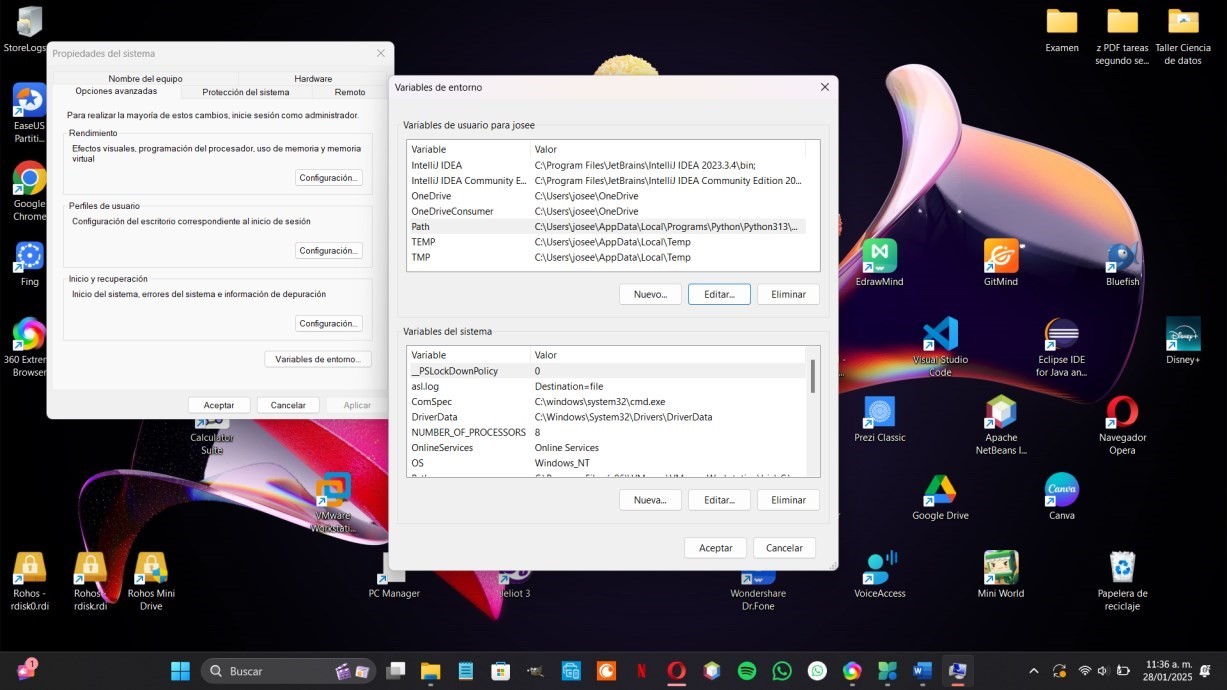 StoreLogs
EaseUS
Partiti...
Google
Chrome
Fing
360 Extrem
Browser
Propiedades del sistema
Nombre del equipo
Hardware
Opciones avanzadas
Protección del sistema
Remoto
Para realizar la mayoría de estos cambios, inicie sesión como administrador.
Rendimiento
Efectos visuales, programación del procesador, uso de memoria y memoria
virtual
Configuración...
Perfiles de usuario
Configuración del escritorio correspondiente al inicio de sesión
Configuración...
Inicio y recuperación
Inicio del sistema, errores del sistema e información de depuración
Configuración...
Variables de entorno...
Aceptar
Cancelar
Aplicar
Variables de entorno
Variables de usuario para josee
Variable Valor
IntelliJ IDEA C:\Program Files\JetBrains\IntelliJ IDEA 2023.3.4\bin;
IntelliJ IDEA Community E... C:\Program Files\JetBrains\IntelliJ IDEA Community Edition 20...
OneDrive C:\Users\josee\OneDrive
OneDriveConsumer C:\Users\josee\OneDrive
Path C:\Users\josee\AppData\Local\Programs\Python\Python313\...
TEMP C:\Users\josee\AppData\Local\Temp
TMP C:\Users\josee\AppData\Local\Temp
Nuevo...
Editar...
Eliminar
Variables del sistema
Variable Valor
__PSLockDownPolicy 0
asl.log Destination=file
ComSpec C:\windows\system32\cmd.exe
DriverData C:\Windows\System32\Drivers\DriverData
NUMBER_OF_PROCESSORS 8
OnlineServices Online Services
OS Windows_NT
Nueva...
Editar...
Eliminar
Aceptar
Cancelar
Examen
z PDF tareas
segundo se...
Taller Ciencia
de datos
EdrawMind
GitMind
Bluefish
Visual Studio
Code
Eclipse IDE
for Java an...
Disney+
Prezi Classic
Apache
NetBeans I...
Navegador
Opera
Google Drive
Canva
Calculator
Suite
VMware
Workstati...
Rohos -
rdisk0.rdi
Rohos -
rdisk.rdi
Rohos Mini
Drive
PC Manager
Wondershare
Dr.Fone
VoiceAccess
Mini World
Papelera de
reciclaje
1
Buscar
11:36 a. m.
28/01/2025